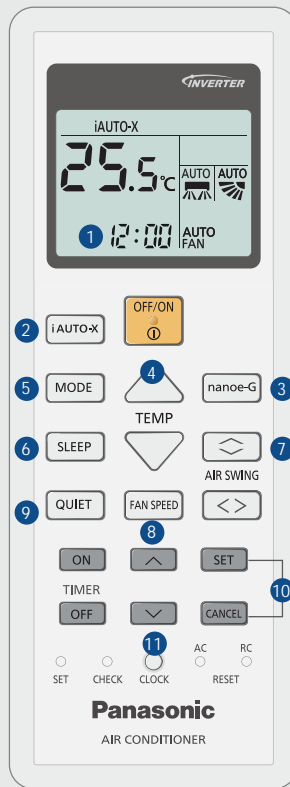 INVERTER
iAUTO-X
25.5°C
AUTO AUTO
1 12:00 AUTO
FAN
OFF/ON
2 iAUTO-X
4
5 MODE
nanoe-G 3
TEMP
6 SLEEP
7
AIR SWING
9 QUIET
FAN SPEED
8
ON
SET
TIMER
10
OFF
CANCEL
11
AC RC
SET CHECK CLOCK RESET
Panasonic
AIR CONDITIONER